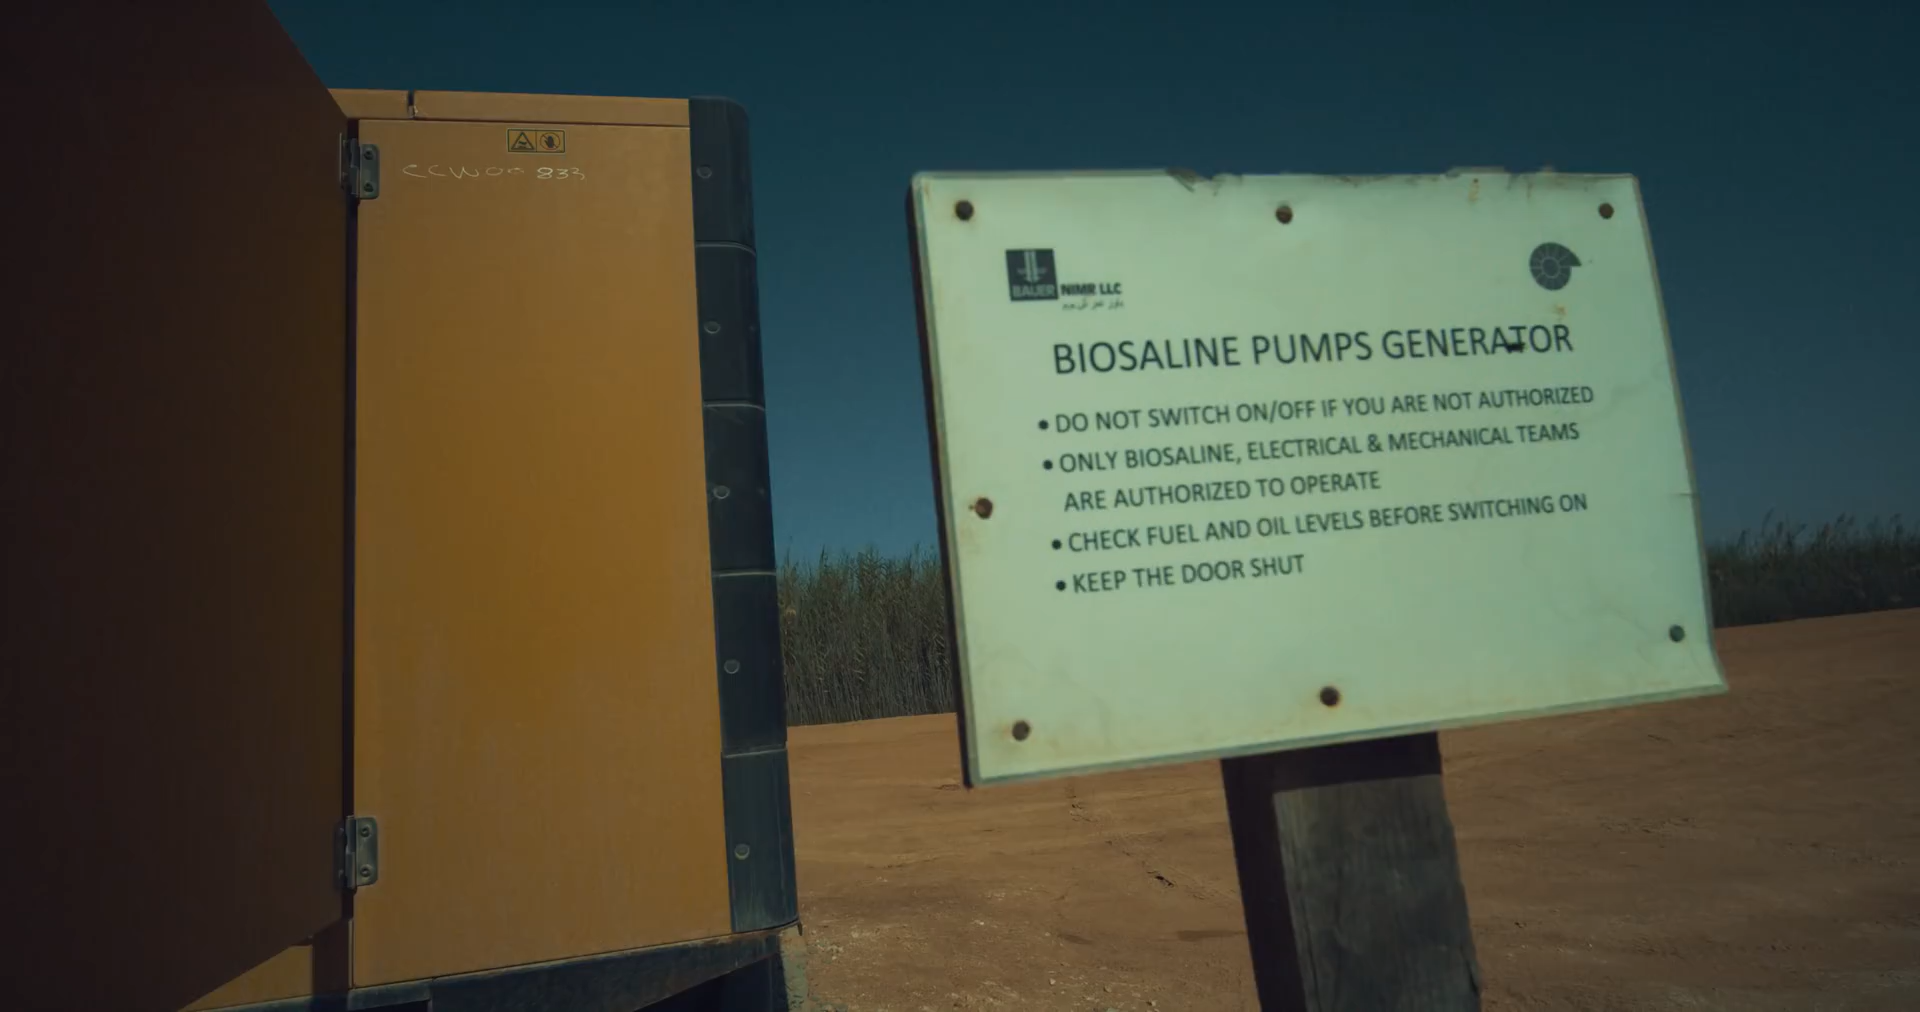 833
BAUER
NIMR LLC
BIOSALINE PUMPS GENERATOR
• DO NOT SWITCH ON/OFF IF YOU ARE NOT AUTHORIZED
• ONLY BIOSALINE, ELECTRICAL & MECHANICAL TEAMS
ARE AUTHORIZED TO OPERATE
• CHECK FUEL AND OIL LEVELS BEFORE SWITCHING ON
• KEEP THE DOOR SHUT